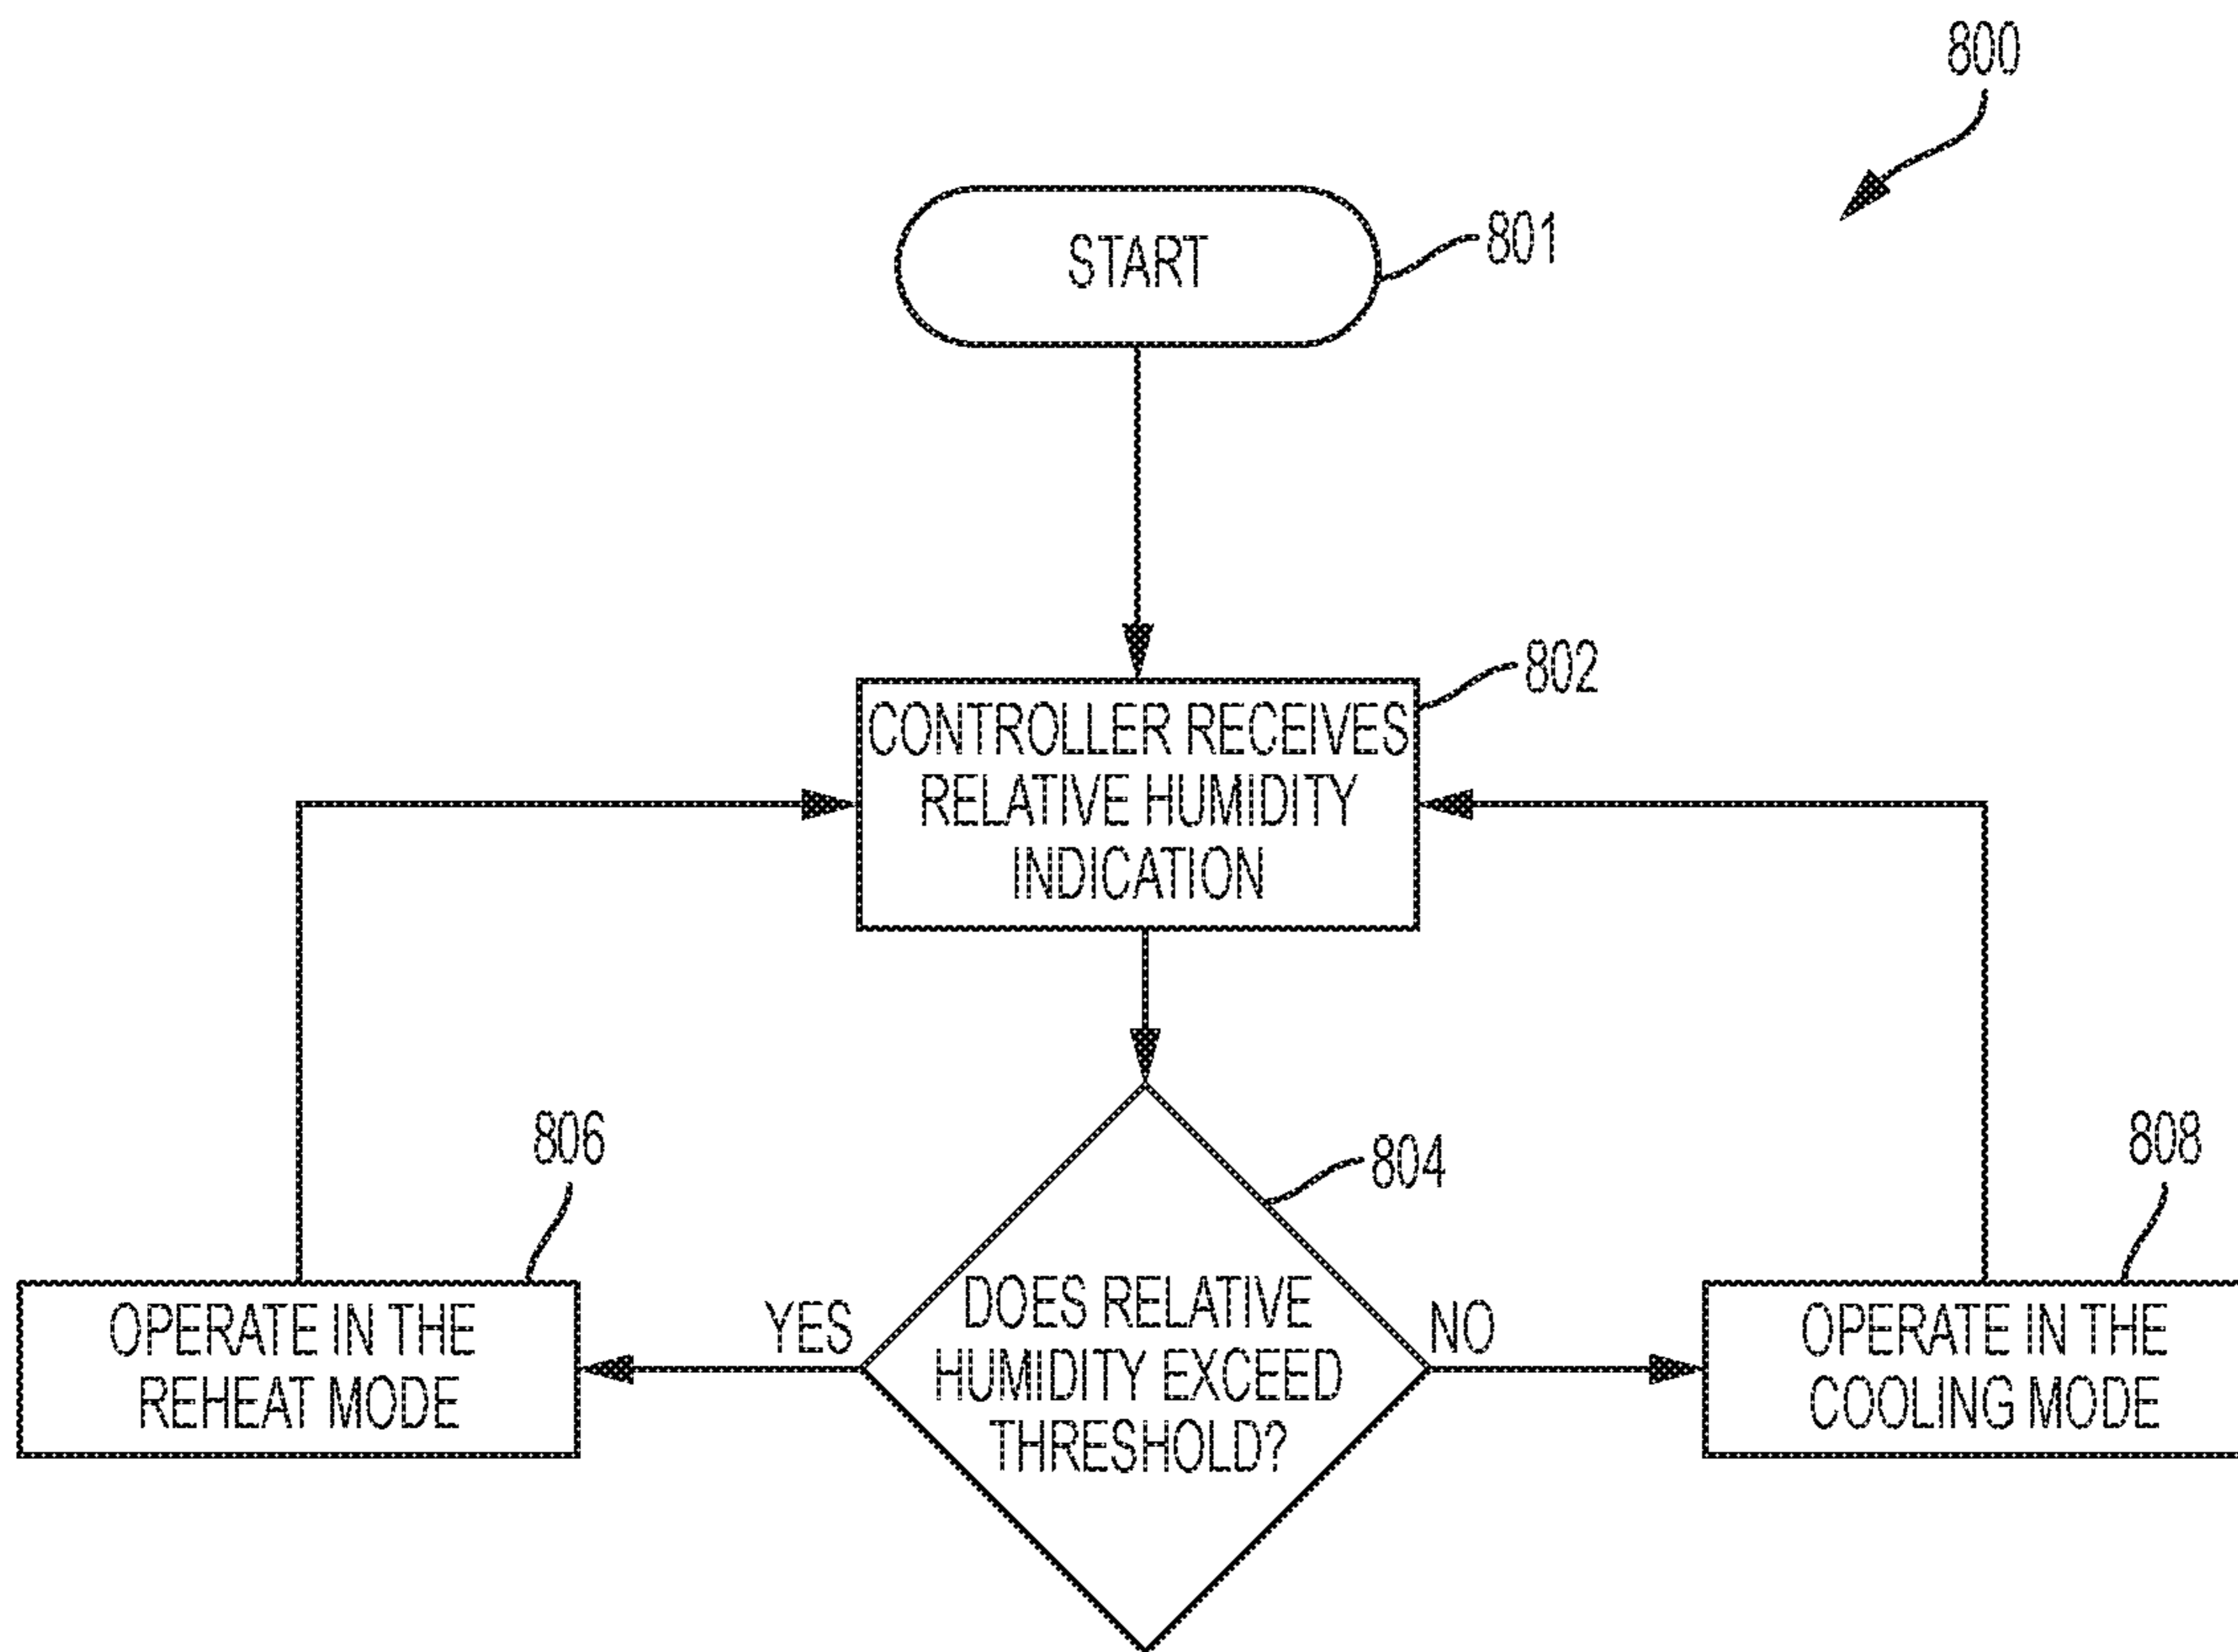 800
START
801
802
CONTROLLER RECEIVES
RELATIVE HUMIDITY
INDICATION
806
804
808
OPERATE IN THE
REHEAT MODE
YES
DOES RELATIVE
HUMIDITY EXCEED
THRESHOLD?
NO
OPERATE IN THE
COOLING MODE